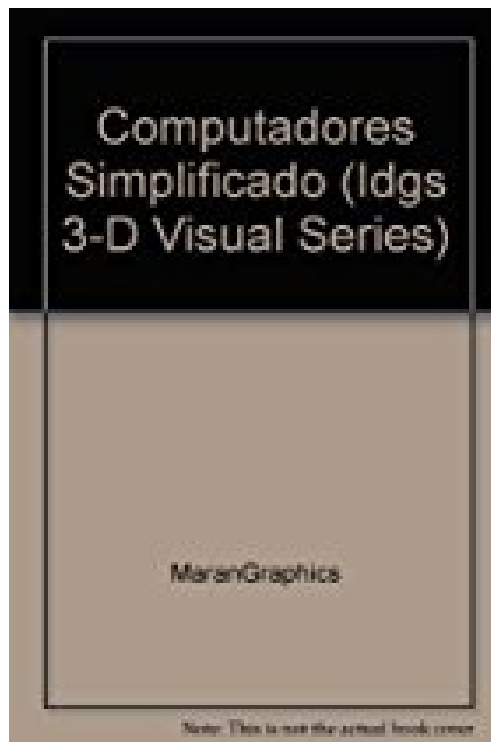 Computadores
Simplificado (Idgs
3-D Visual Series)
MaranGraphics
Note: This is not the actual book cover